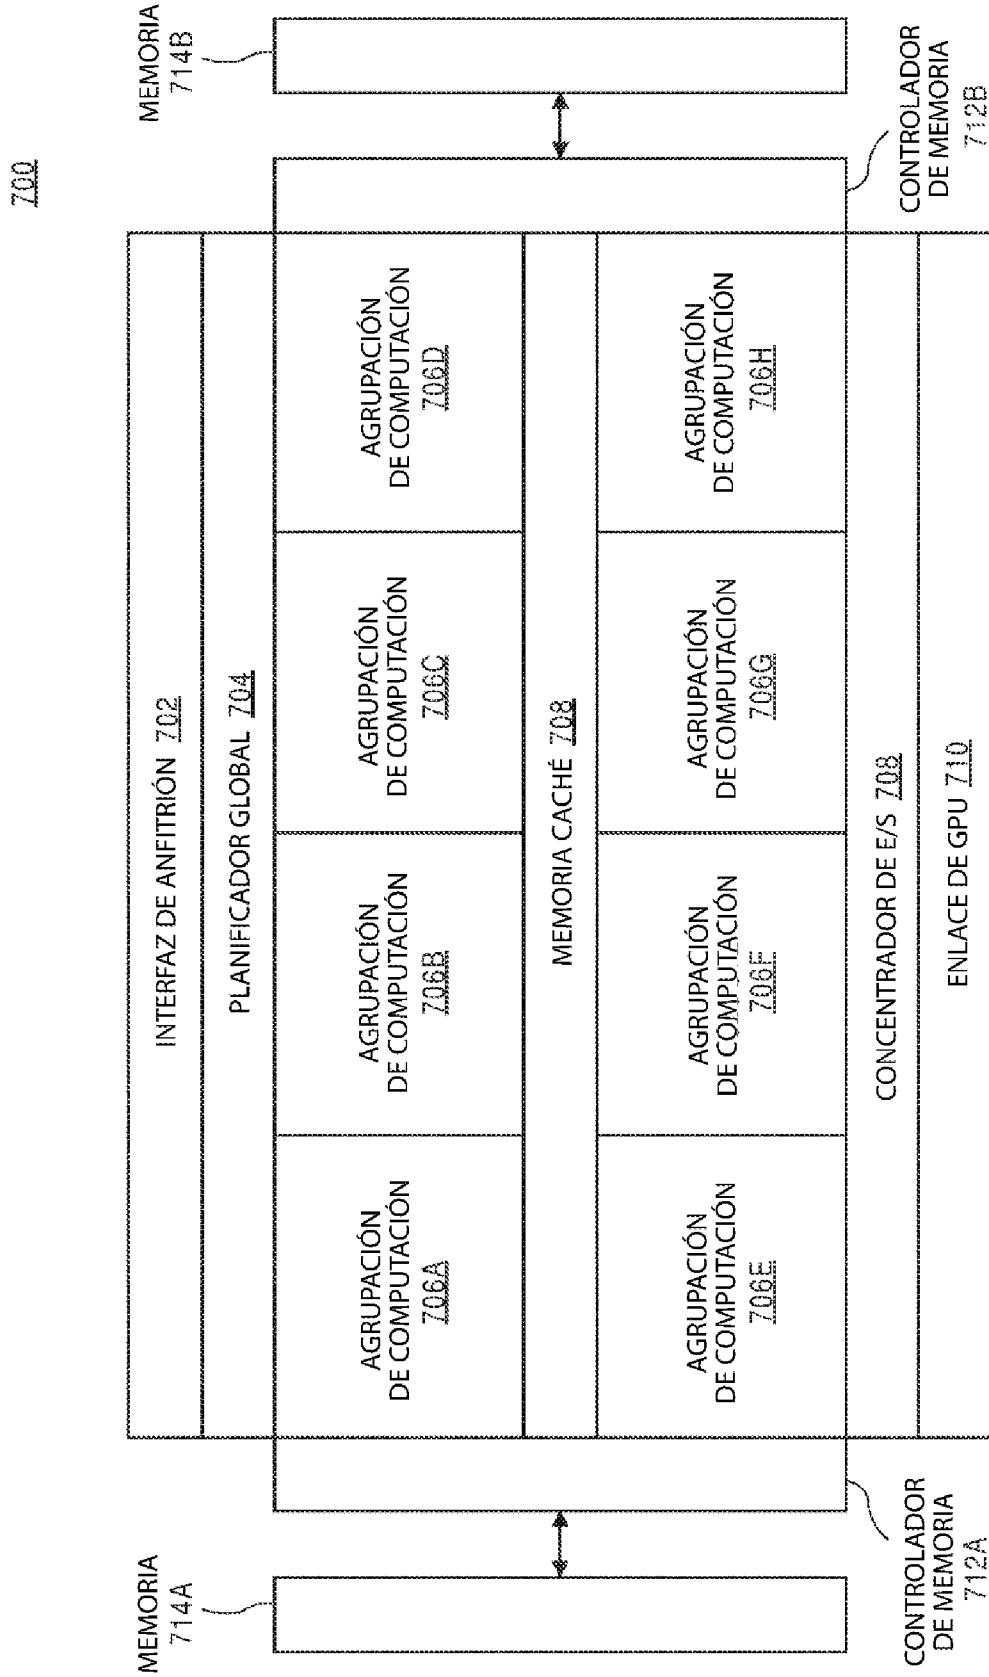 700
INTERFAZ DE ANFITRIÓN 702
PLANIFICADOR GLOBAL 704
MEMORIA
714A
MEMORIA
714B
AGRUPACIÓN
DE COMPUTACIÓN
706A
AGRUPACIÓN
DE COMPUTACIÓN
706B
AGRUPACIÓN
DE COMPUTACIÓN
706C
AGRUPACIÓN
DE COMPUTACIÓN
706D
MEMORIA CACHÉ 708
AGRUPACIÓN
DE COMPUTACIÓN
706E
AGRUPACIÓN
DE COMPUTACIÓN
706F
AGRUPACIÓN
DE COMPUTACIÓN
706G
AGRUPACIÓN
DE COMPUTACIÓN
706H
CONCENTRADOR DE E/S 708
ENLACE DE GPU 710
CONTROLADOR
DE MEMORIA
712A
CONTROLADOR
DE MEMORIA
712B